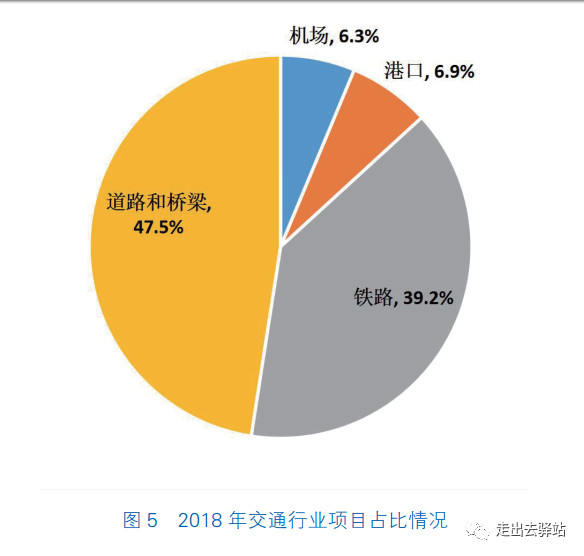 机场, 6.3%
港口, 6.9%
道路和桥梁,
47.5%
铁路, 39.2%
图 5 2018 年交通行业项目占比情况
走出去驿站